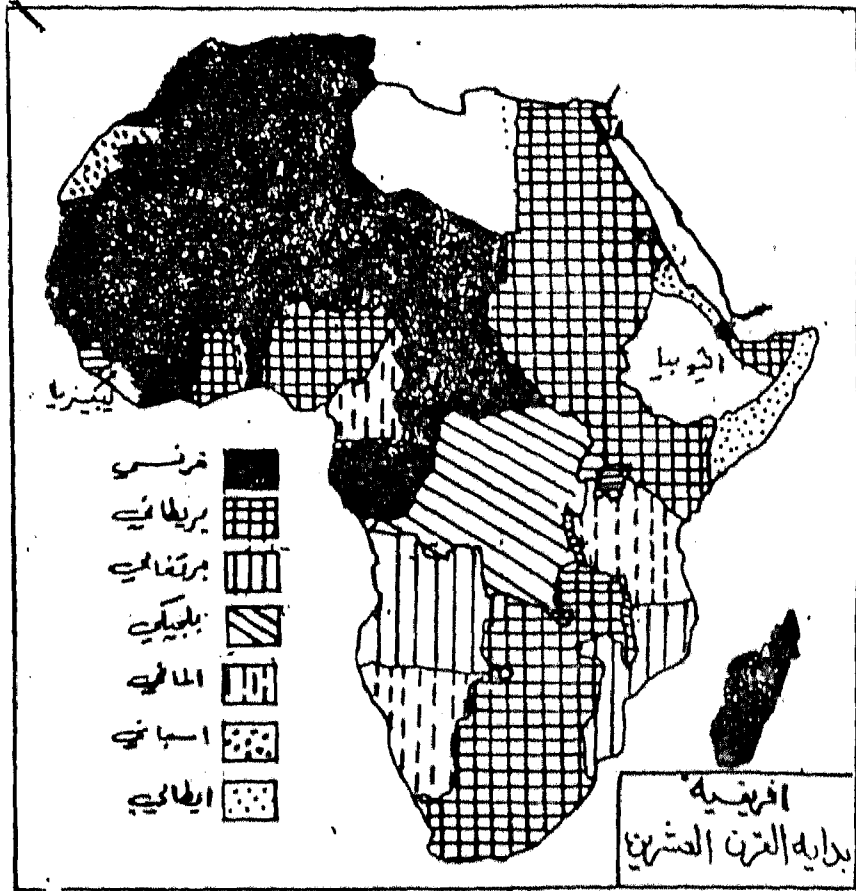 اثيوبيا
ليبيريا
فرنسي
بريطاني
برتغالي
بلجيكي
الماني
اسباني
ايطالي
افريقيه
بدايه القرن العشرين